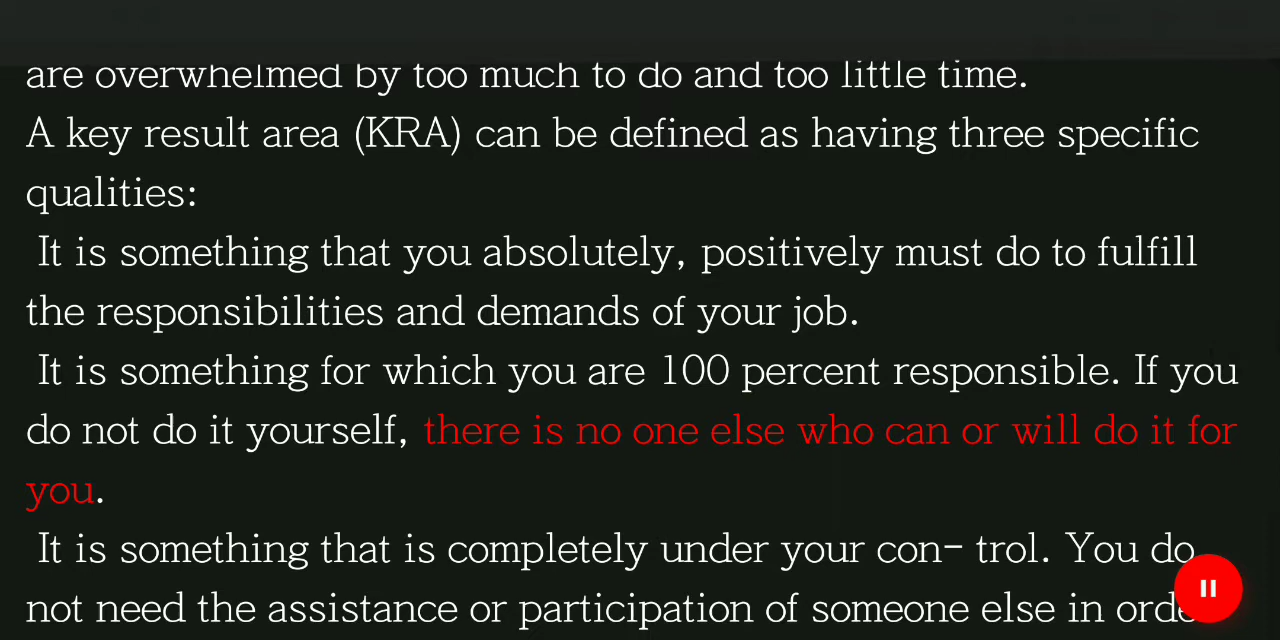 are overwhelmed by too much to do and too little time.
A key result area (KRA) can be defined as having three specific
qualities:
It is something that you absolutely, positively must do to fulfill
the responsibilities and demands of your job.
It is something for which you are 100 percent responsible. If you
do not do it yourself, there is no one else who can or will do it for
you.
It is something that is completely under your con- trol. You do
not need the assistance or participation of someone else in